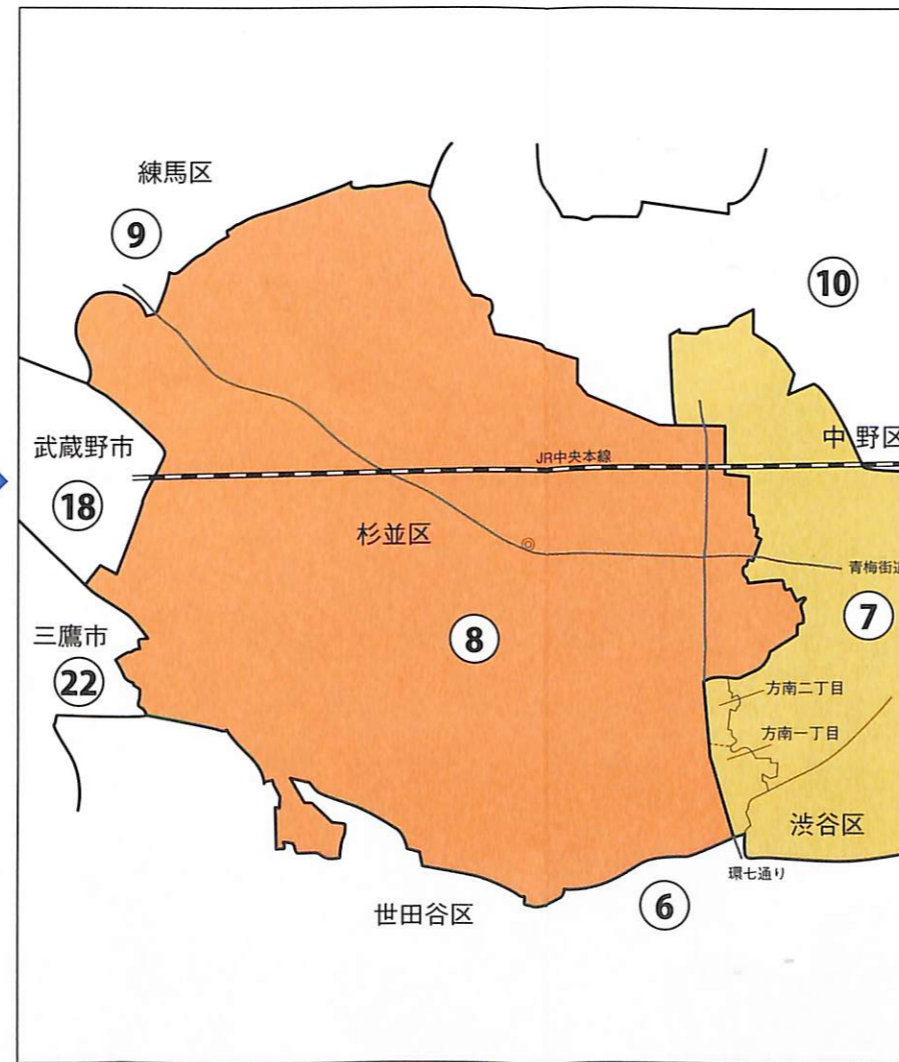 練馬区
⑨
⑩
武蔵野市
⑱
中野区
JR中央本線
杉並区
青梅街道
三鷹市
㉒
⑧
⑦
方南二丁目
方南一丁目
渋谷区
環七通り
世田谷区
⑥